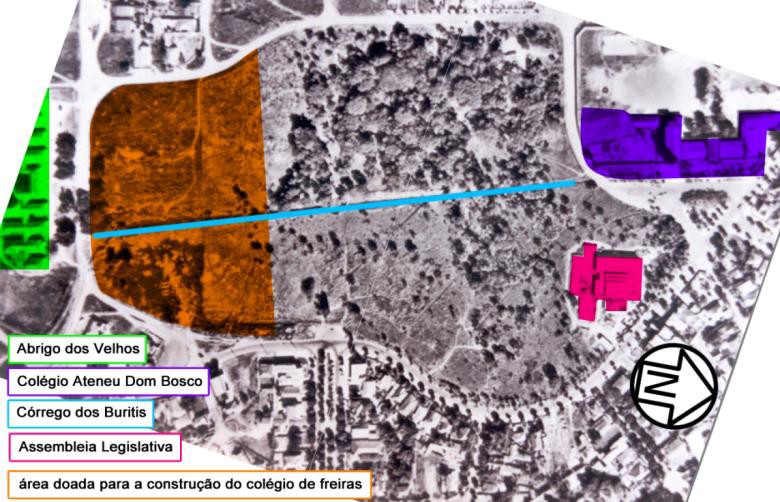 Abrigo dos Velhos
Colégio Ateneu Dom Bosco
Córrego dos Buritis
Assembleia Legislativa
área doada para a construção do colégio de freiras
N